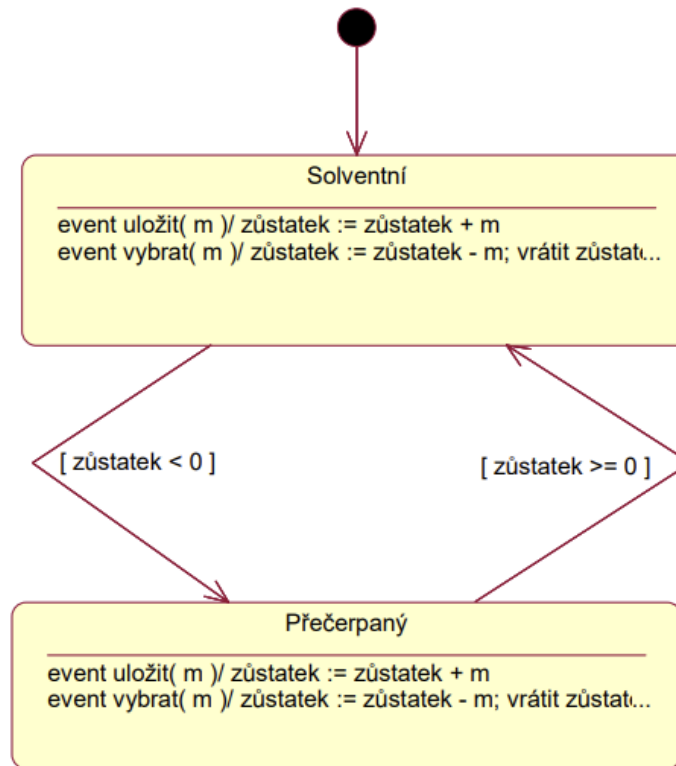 Solventní
event uložit( m )/ zůstatek := zůstatek + m
event vybrat( m )/ zůstatek := zůstatek - m; vrátit zůstat...
[ zůstatek < 0 ]
[ zůstatek >= 0 ]
Přečerpaný
event uložit( m )/ zůstatek := zůstatek + m
event vybrat( m )/ zůstatek := zůstatek - m; vrátit zůstat...